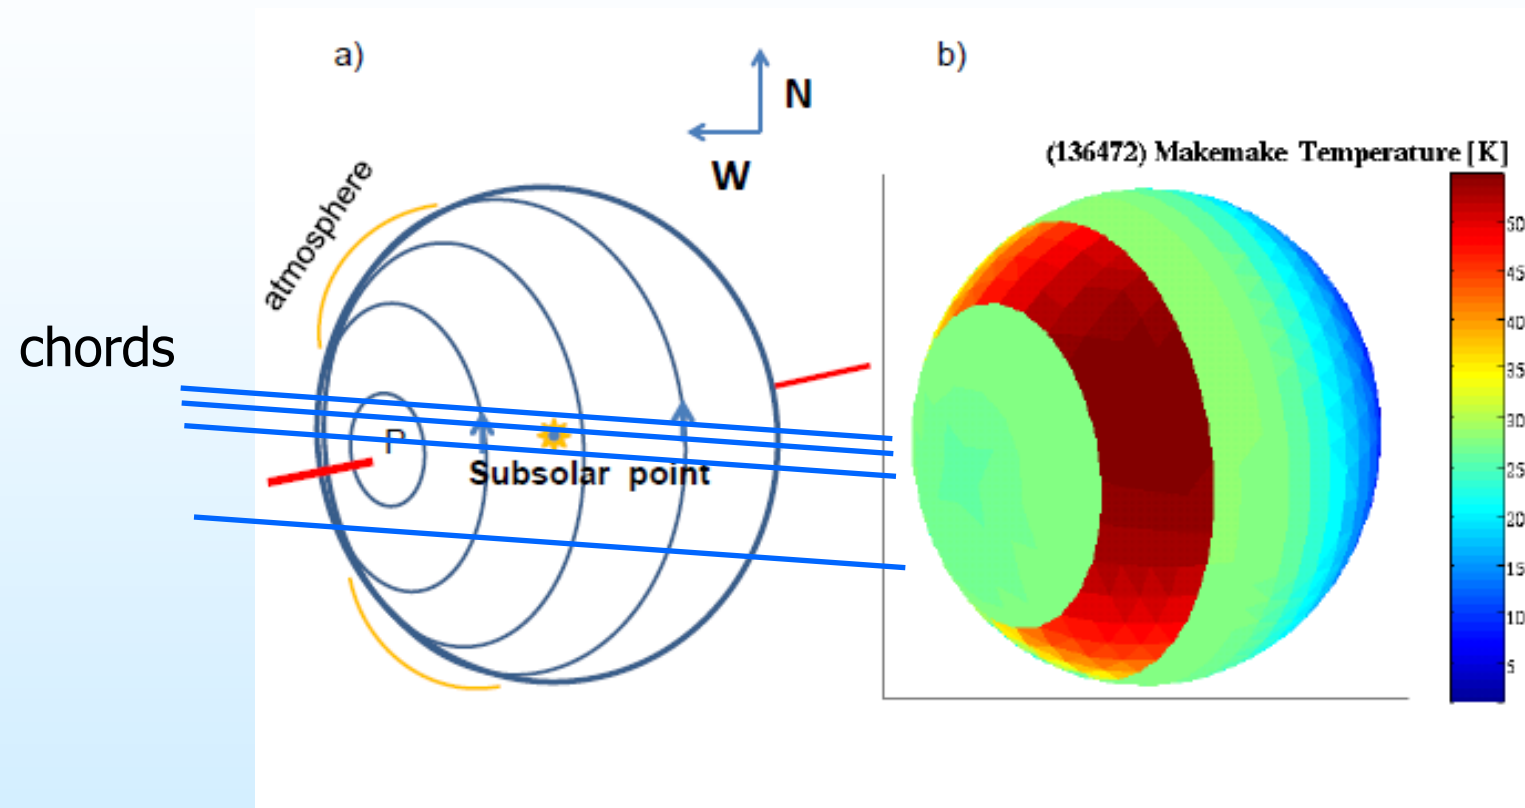 a)
b)
N
W
(136472) Makemake Temperature [K]
atmosphere
chords
P
Subsolar point
50
45
40
35
30
25
20
15
10
5